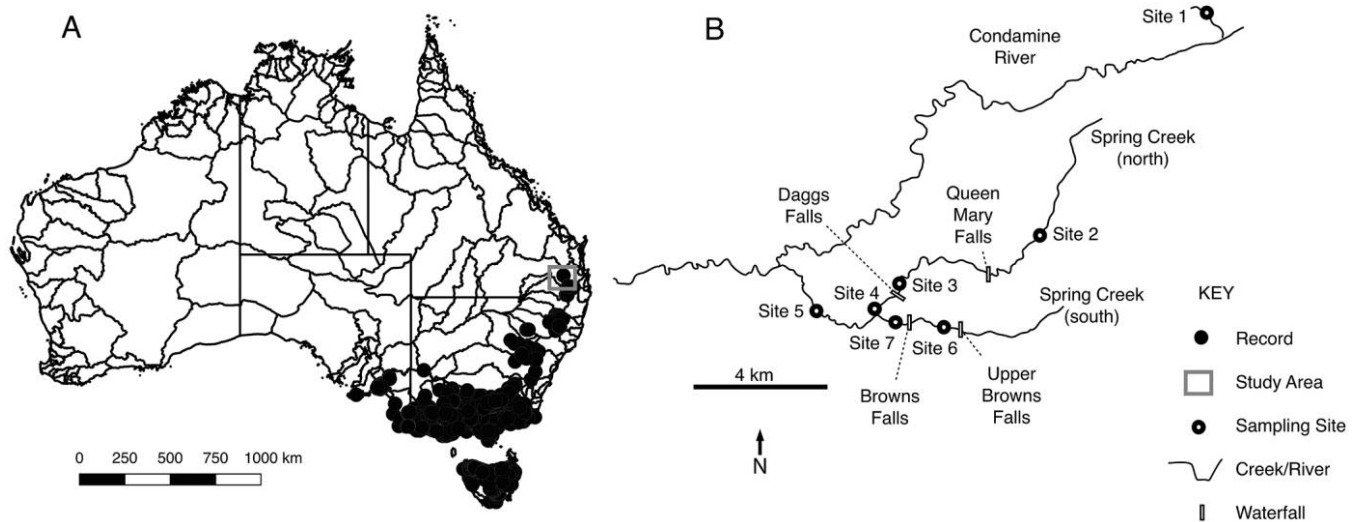 A
0 250 500 750 1000 km
B
Site 1
Condamine
River
Spring Creek
(north)
Daggs
Falls
Queen
Mary
Falls
Site 2
Site 3
Site 4
Site 5
Site 7
Site 6
Spring Creek
(south)
4 km
Browns
Falls
Upper
Browns
Falls
N
KEY
Record
Study Area
Sampling Site
Creek/River
Waterfall